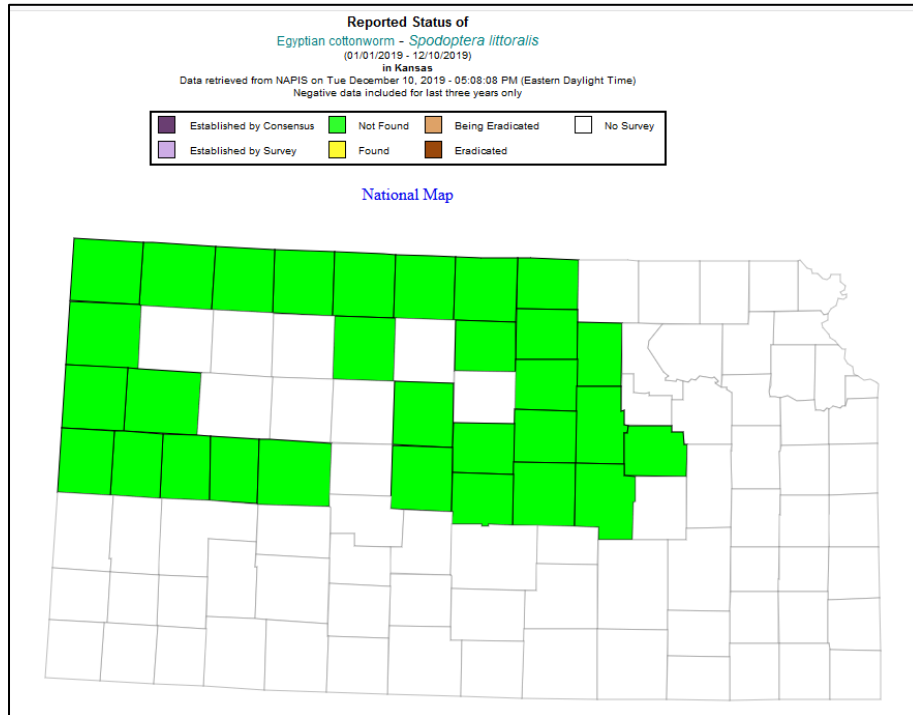 Reported Status of
Egyptian cottonworm - Spodoptera littoralis
(01/01/2019 - 12/10/2019)
in Kansas
Data retrieved from NAPIS on Tue December 10, 2019 - 05:08:08 PM (Eastern Daylight Time)
Negative data included for last three years only
Established by Consensus Not Found Being Eradicated No Survey
Established by Survey Found Eradicated
National Map